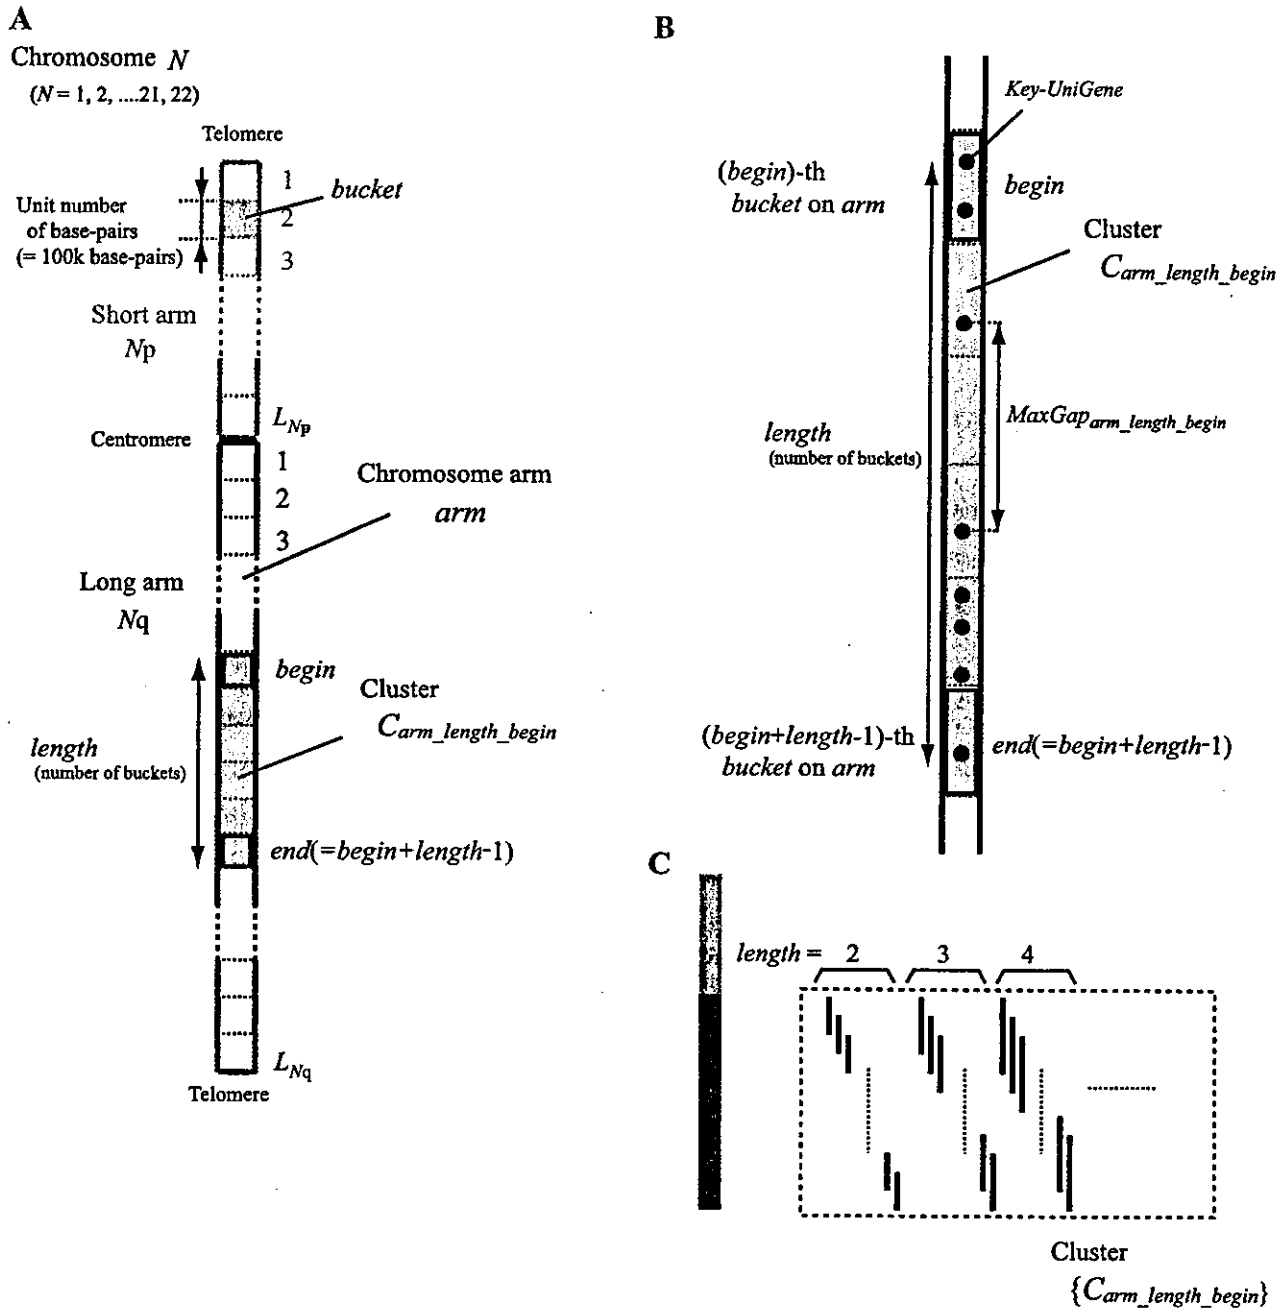 A
Chromosome N
(N = 1, 2, ....21, 22)
Telomere
1
bucket
Unit number
of base-pairs
(= 100k base-pairs)
2
3
Short arm
Np
L_Np
Centromere
1
2
3
Chromosome arm
arm
Long arm
Nq
begin
Cluster
C_arm_length_begin
length
(number of buckets)
end(=begin+length-1)
L_Nq
Telomere
B
Key-UniGene
(begin)-th
bucket on arm
begin
Cluster
C_arm_length_begin
MaxGap_arm_length_begin
length
(number of buckets)
(begin+length-1)-th
bucket on arm
end(=begin+length-1)
C
length = 2 3 4
Cluster
{C_arm_length_begin}